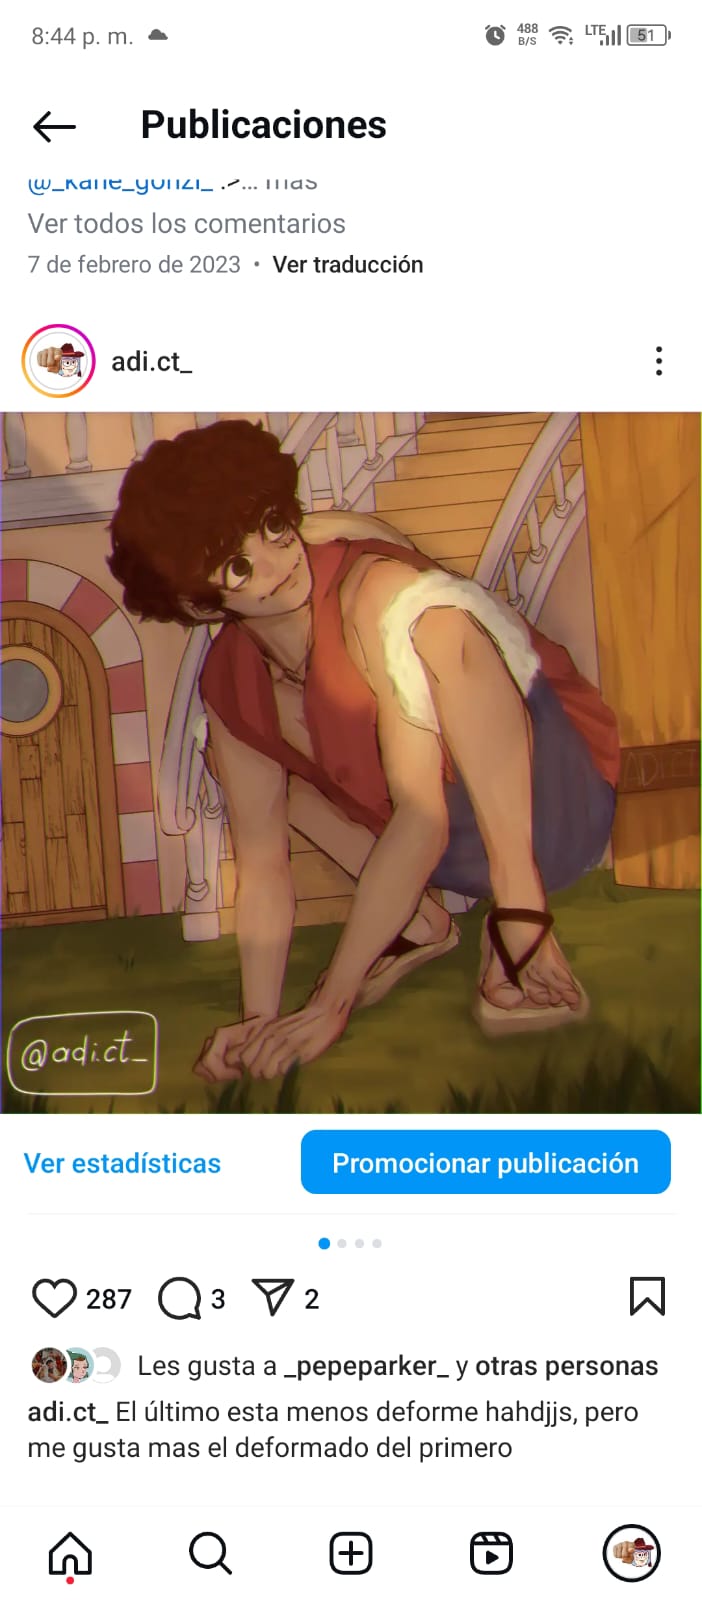 8:44 p. m.
488
B/S
LTE
51
Publicaciones
@_kane_gonzi_ :>... más
Ver todos los comentarios
7 de febrero de 2023 • Ver traducción
adi.ct_
ADICT
@adi.ct_
Ver estadísticas
Promocionar publicación
287
3
2
Les gusta a _pepeparker_ y otras personas
adi.ct_ El último esta menos deforme hahdjjs, pero
me gusta mas el deformado del primero